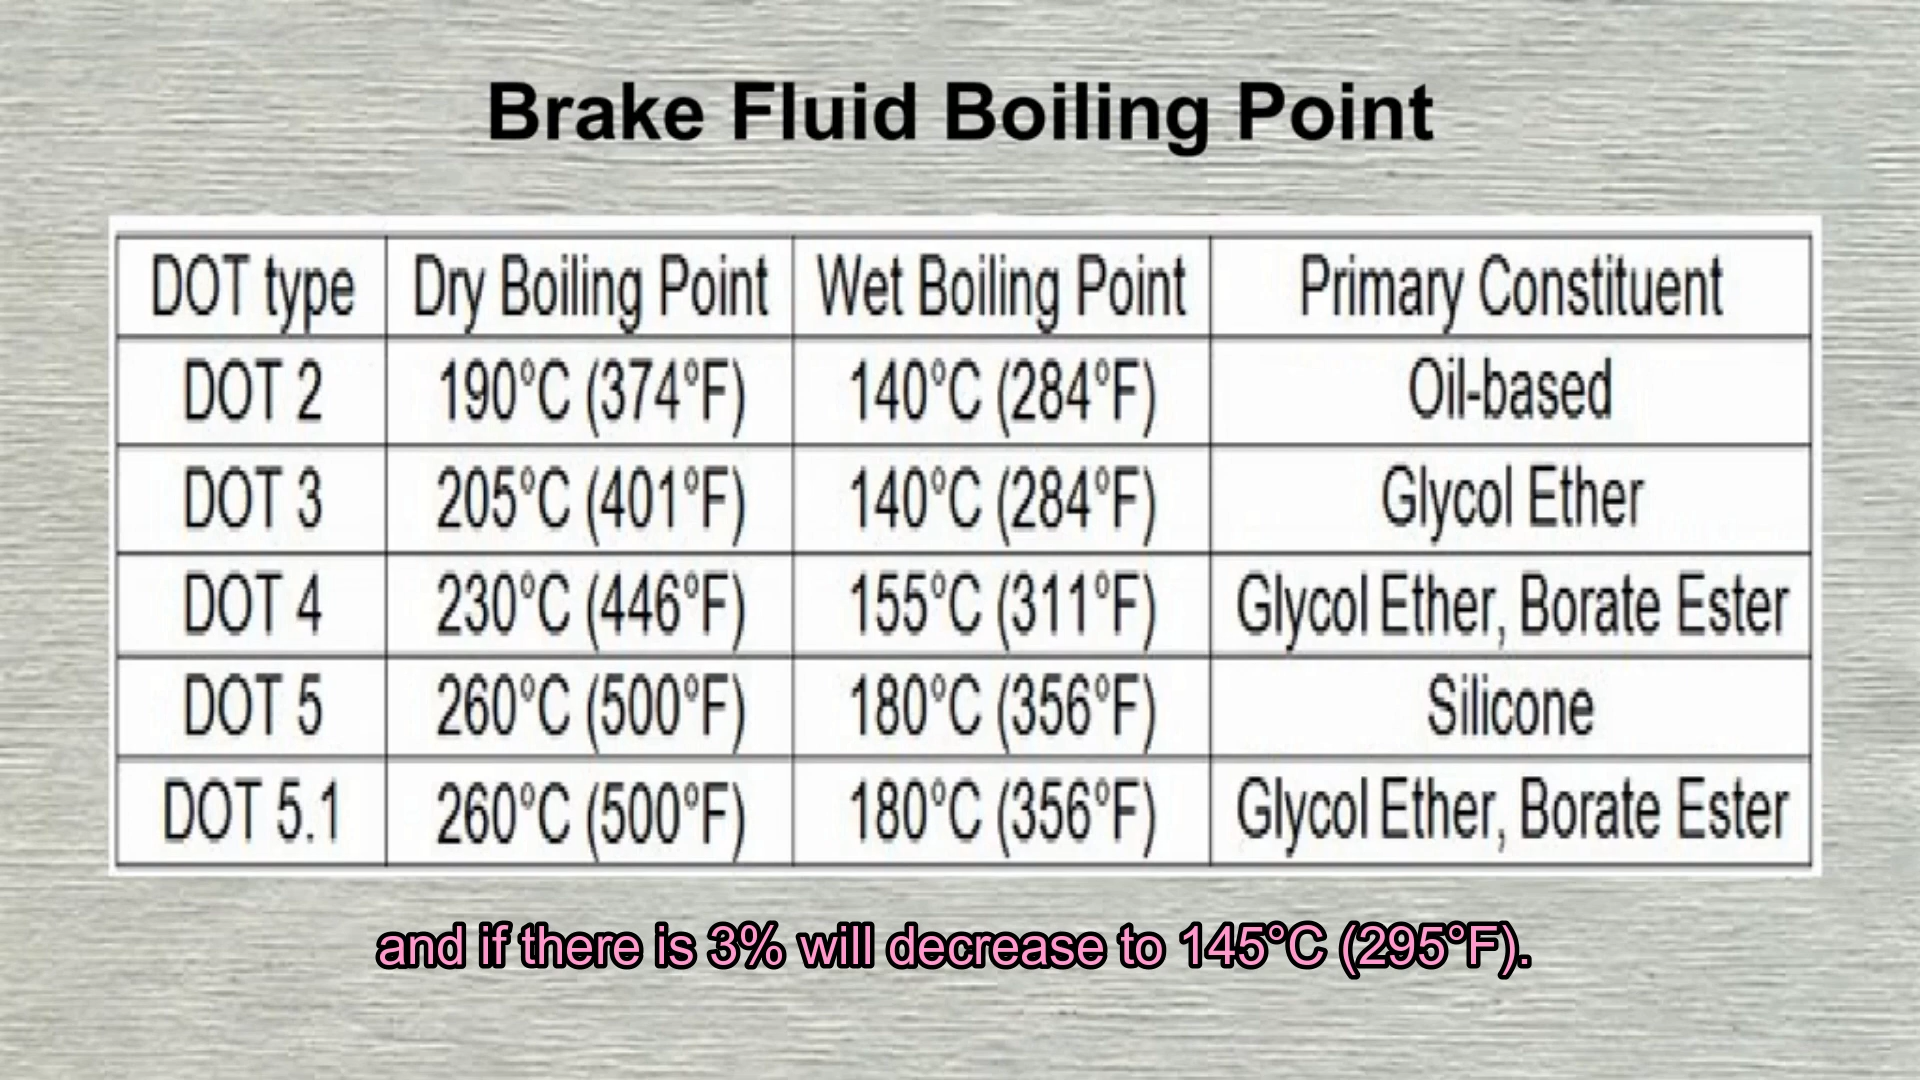 Brake Fluid Boiling Point
DOT type Dry Boiling Point Wet Boiling Point Primary Constituent
DOT 2 190°C (374°F) 140°C (284°F) Oil-based
DOT 3 205°C (401°F) 140°C (284°F) Glycol Ether
DOT 4 230°C (446°F) 155°C (311°F) Glycol Ether, Borate Ester
DOT 5 260°C (500°F) 180°C (356°F) Silicone
DOT 5.1 260°C (500°F) 180°C (356°F) Glycol Ether, Borate Ester
and if there is 3% will decrease to 145°C (295°F).